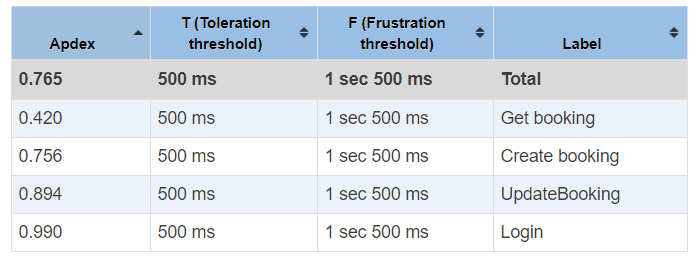 Apdex T (Toleration threshold) F (Frustration threshold) Label
0.765 500 ms 1 sec 500 ms Total
0.420 500 ms 1 sec 500 ms Get booking
0.756 500 ms 1 sec 500 ms Create booking
0.894 500 ms 1 sec 500 ms UpdateBooking
0.990 500 ms 1 sec 500 ms Login